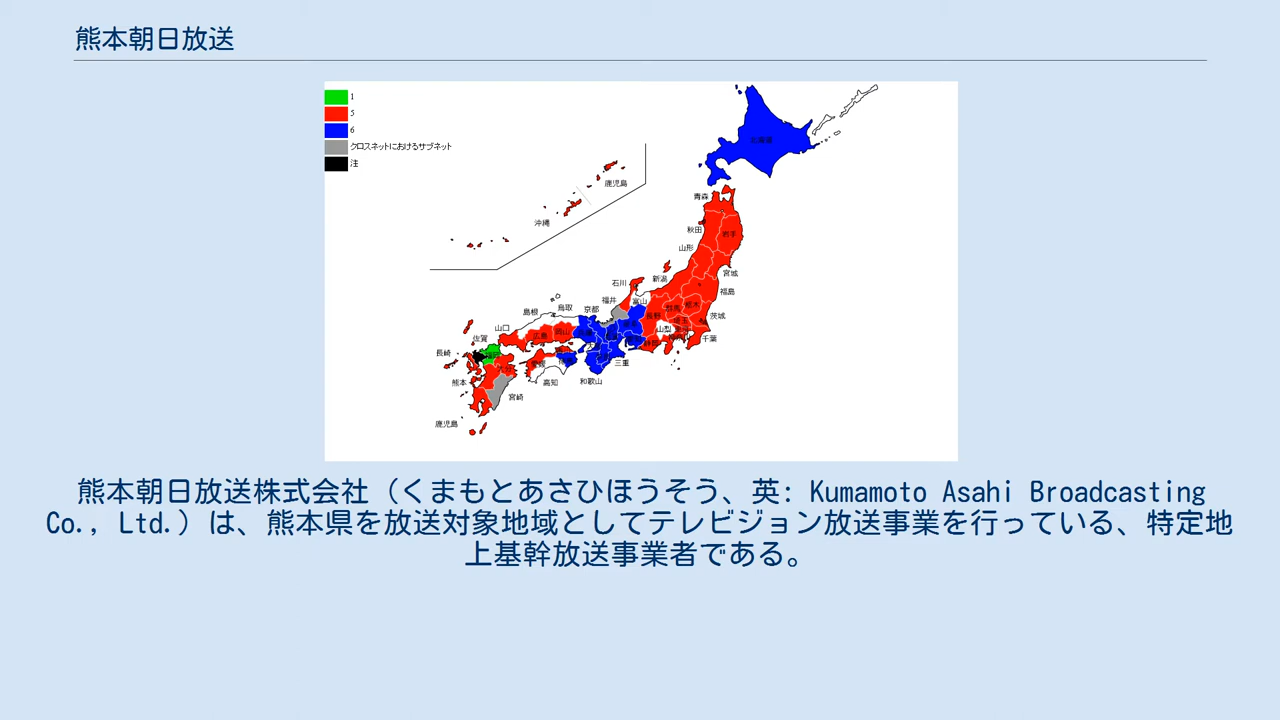 熊本朝日放送
1
5
6
クロスネットにおけるサブネット
注
北海道
鹿児島
沖縄
青森
秋田
岩手
山形
宮城
新潟
福島
石川
富山
福井
群馬
栃木
長野
埼玉
茨城
山梨
千葉
静岡
京都
鳥取
島根
岡山
広島
山口
三重
和歌山
愛媛
高知
佐賀
長崎
福岡
大分
熊本
宮崎
鹿児島
熊本朝日放送株式会社（くまもとあさひほうそう、英: Kumamoto Asahi Broadcasting
Co., Ltd.）は、熊本県を放送対象地域としてテレビジョン放送事業を行っている、特定地
上基幹放送事業者である。